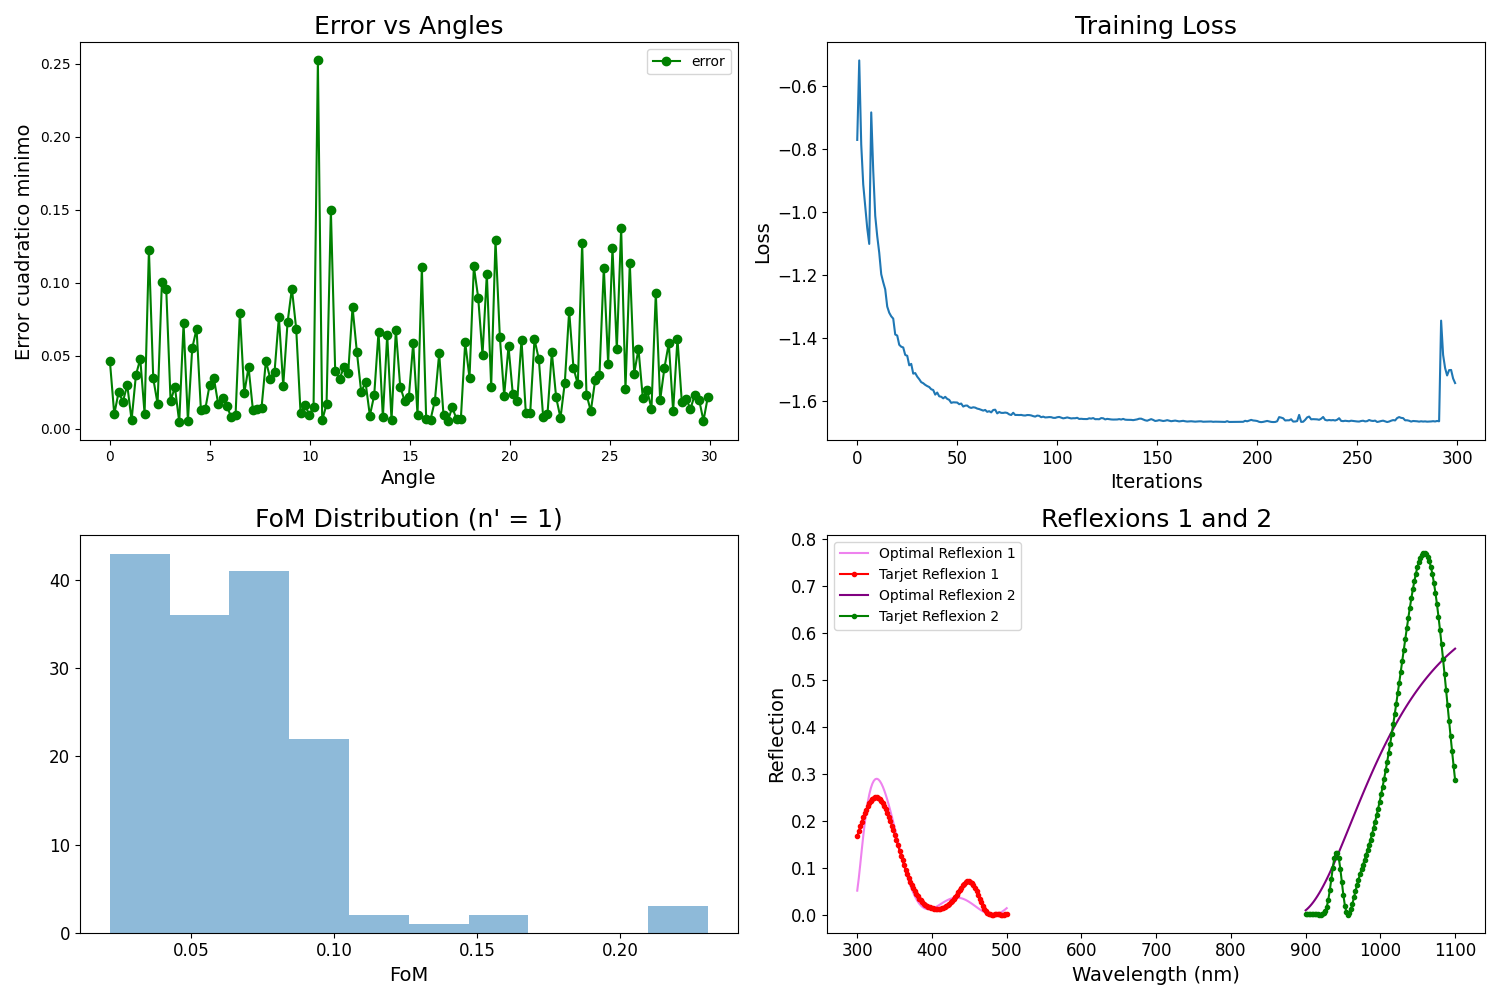 Error vs Angles
error
0.25
0.20
0.15
0.10
0.05
0.00
Error cuadratico minimo
0 5 10 15 20 25 30
Angle
Training Loss
−0.6
−0.8
−1.0
−1.2
−1.4
−1.6
Loss
0 50 100 150 200 250 300
Iterations
FoM Distribution (n' = 1)
40
30
20
10
0
0.05 0.10 0.15 0.20
FoM
Reflexions 1 and 2
Optimal Reflexion 1
Tarjet Reflexion 1
Optimal Reflexion 2
Tarjet Reflexion 2
0.8
0.7
0.6
0.5
0.4
0.3
0.2
0.1
0.0
Reflection
300 400 500 600 700 800 900 1000 1100
Wavelength (nm)